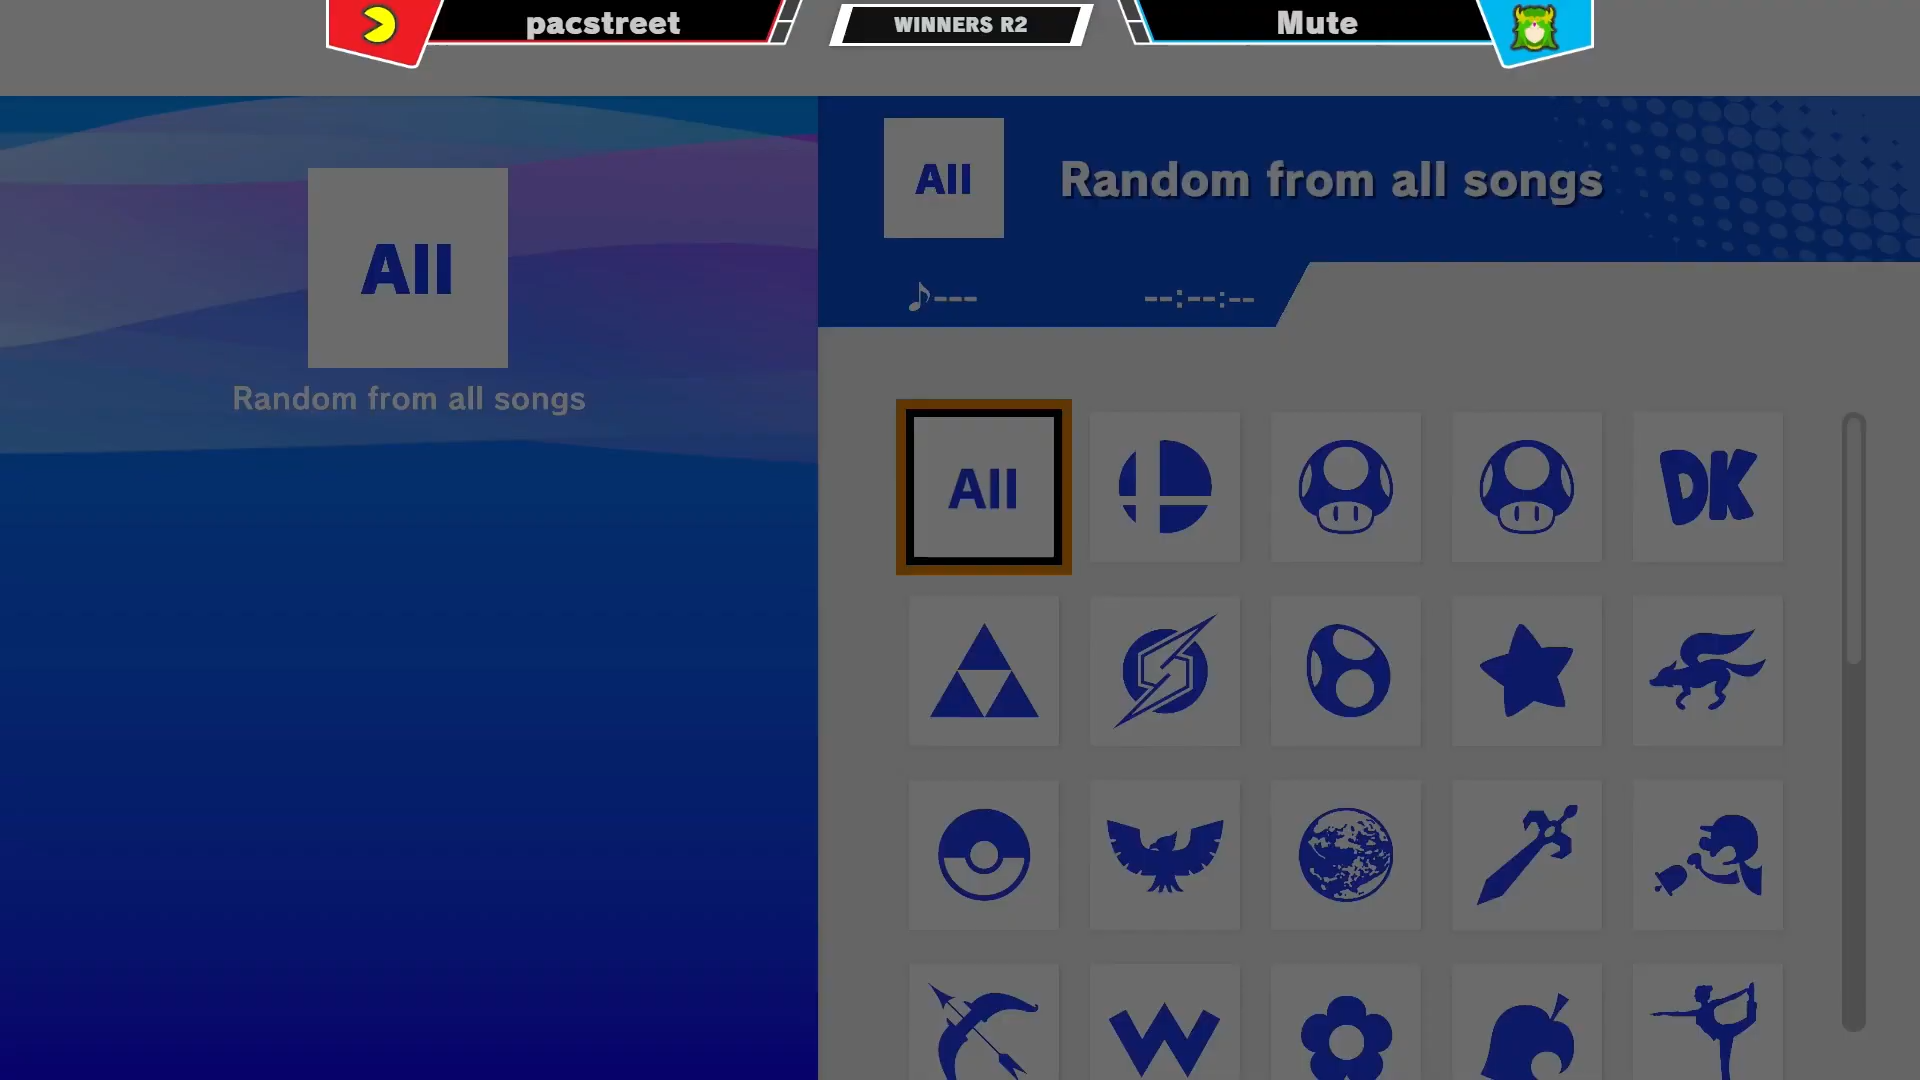 pacstreet
WINNERS R2
Mute
All
Random from all songs
All
Random from all songs
♪---
--:--:--
All
DK